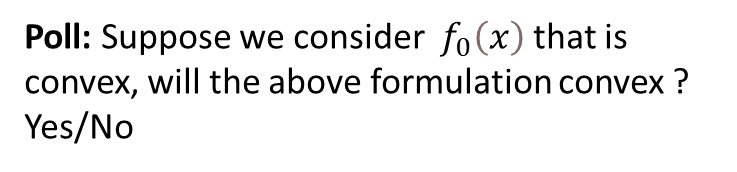 Poll: Suppose we consider f₀(x) that is
convex, will the above formulation convex ?
Yes/No